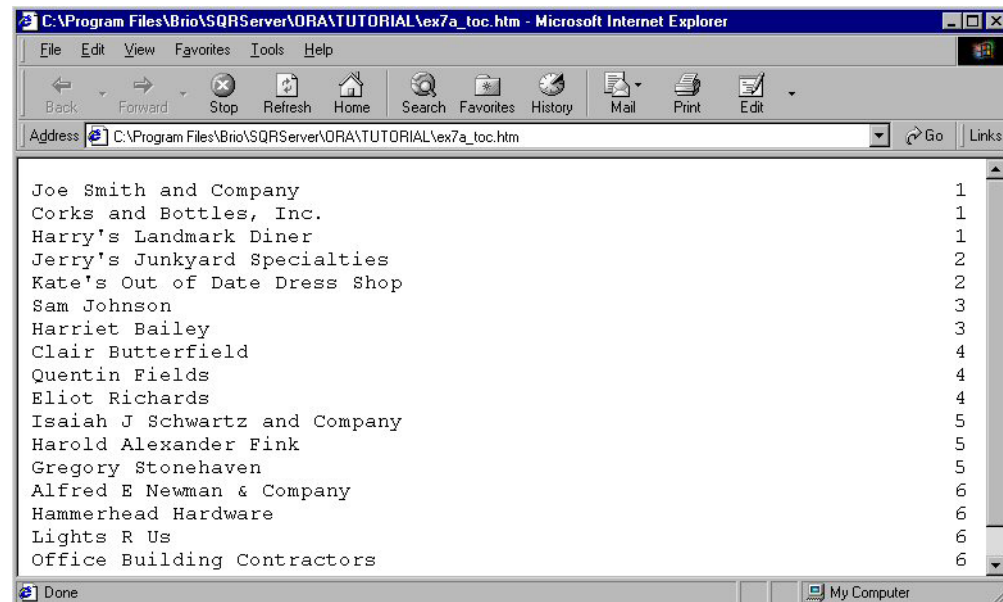 C:\Program Files\Brio\SQRServer\ORA\TUTORIAL\ex7a_toc.htm - Microsoft Internet Explorer
File Edit View Favorites Tools Help
Back Forward Stop Refresh Home Search Favorites History Mail Print Edit
Address C:\Program Files\Brio\SQRServer\ORA\TUTORIAL\ex7a_toc.htm Go Links
Joe Smith and Company 1
Corks and Bottles, Inc. 1
Harry's Landmark Diner 1
Jerry's Junkyard Specialties 2
Kate's Out of Date Dress Shop 2
Sam Johnson 3
Harriet Bailey 3
Clair Butterfield 4
Quentin Fields 4
Eliot Richards 4
Isaiah J Schwartz and Company 5
Harold Alexander Fink 5
Gregory Stonehaven 5
Alfred E Newman & Company 6
Hammerhead Hardware 6
Lights R Us 6
Office Building Contractors 6
Done My Computer